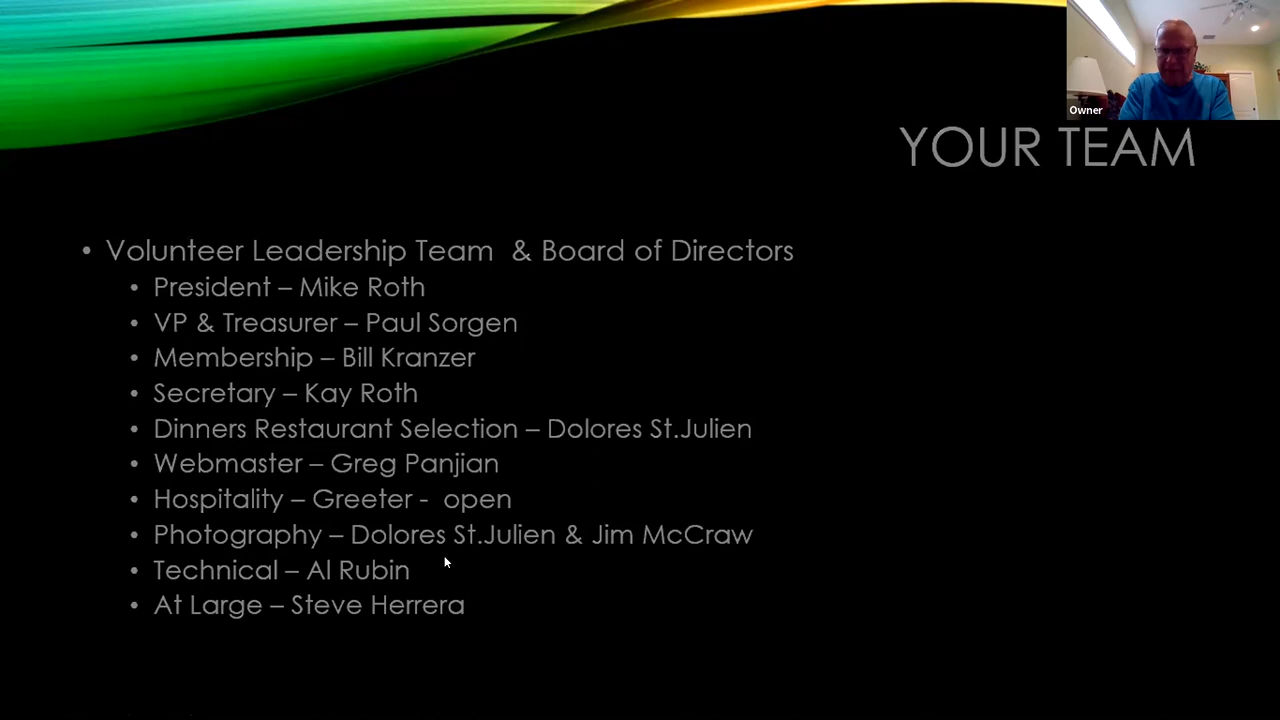 Owner
YOUR TEAM
• Volunteer Leadership Team & Board of Directors
• President – Mike Roth
• VP & Treasurer – Paul Sorgen
• Membership – Bill Kranzer
• Secretary – Kay Roth
• Dinners Restaurant Selection – Dolores St.Julien
• Webmaster – Greg Panjian
• Hospitality – Greeter - open
• Photography – Dolores St.Julien & Jim McCraw
• Technical – Al Rubin
• At Large – Steve Herrera